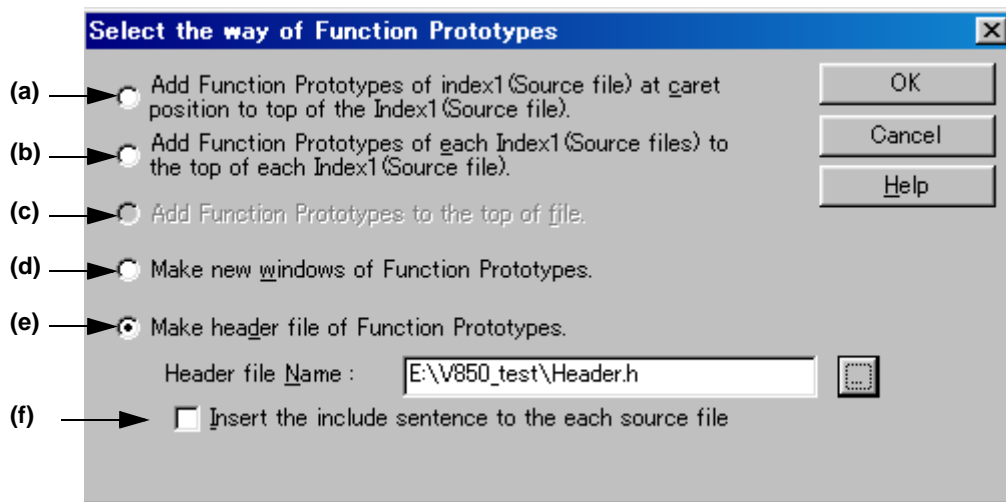 Select the way of Function Prototypes
(a)
Add Function Prototypes of index1(Source file) at caret
position to top of the Index1(Source file).
OK
(b)
Add Function Prototypes of each Index1(Source files) to
the top of each Index1(Source file).
Cancel
Help
(c)
Add Function Prototypes to the top of file.
(d)
Make new windows of Function Prototypes.
(e)
Make header file of Function Prototypes.
Header file Name :
E:\V850_test\Header.h
...
(f)
Insert the include sentence to the each source file